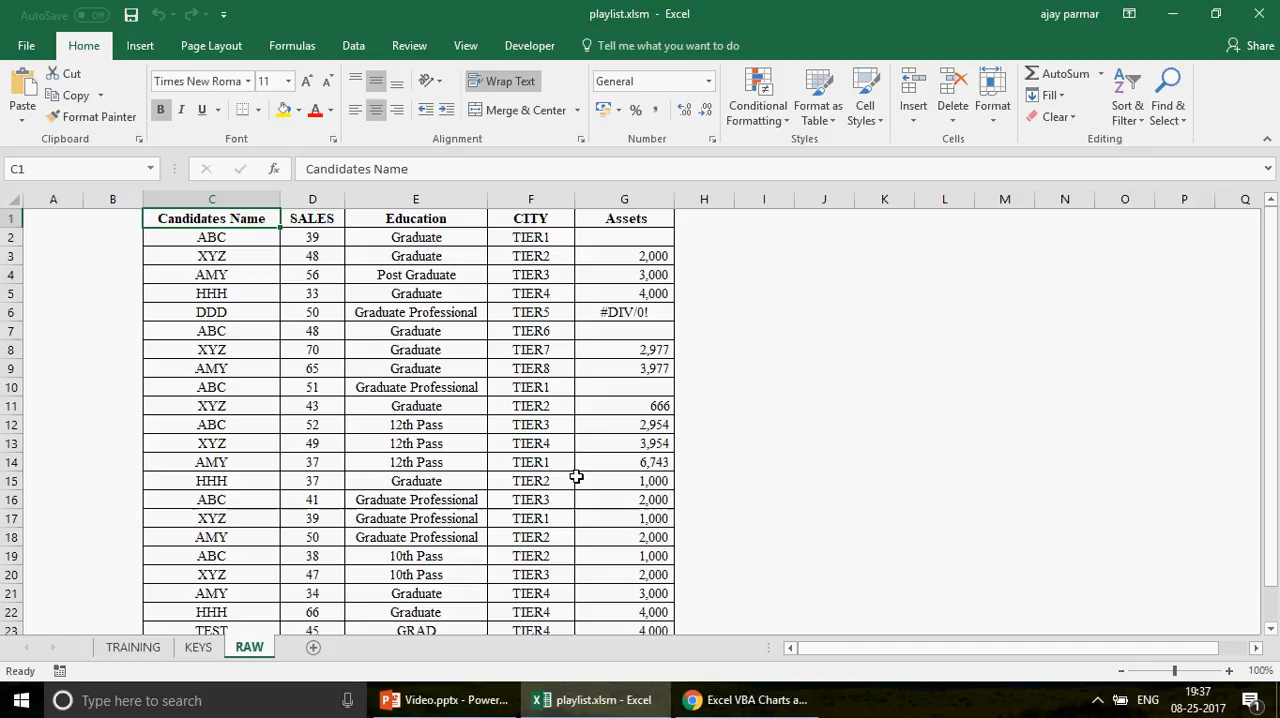 AutoSave Off playlist.xlsm - Excel ajay parmar
File Home Insert Page Layout Formulas Data Review View Developer Tell me what you want to do Share
Paste Cut Copy Format Painter Clipboard
Times New Roma 11 B I U A Font
Wrap Text Merge & Center Alignment
General % , Number
Conditional Formatting Format as Table Cell Styles Styles
Insert Delete Format Cells
AutoSum Fill Clear Sort & Filter Find & Select Editing
C1 fx Candidates Name
A B C D E F G H I J K L M N O P Q
1 Candidates Name SALES Education CITY Assets
2 ABC 39 Graduate TIER1
3 XYZ 48 Graduate TIER2 2,000
4 AMY 56 Post Graduate TIER3 3,000
5 HHH 33 Graduate TIER4 4,000
6 DDD 50 Graduate Professional TIER5 #DIV/0!
7 ABC 48 Graduate TIER6
8 XYZ 70 Graduate TIER7 2,977
9 AMY 65 Graduate TIER8 3,977
10 ABC 51 Graduate Professional TIER1
11 XYZ 43 Graduate TIER2 666
12 ABC 52 12th Pass TIER3 2,954
13 XYZ 49 12th Pass TIER4 3,954
14 AMY 37 12th Pass TIER1 6,743
15 HHH 37 Graduate TIER2 1,000
16 ABC 41 Graduate Professional TIER3 2,000
17 XYZ 39 Graduate Professional TIER1 1,000
18 AMY 50 Graduate Professional TIER2 2,000
19 ABC 38 10th Pass TIER2 1,000
20 XYZ 47 10th Pass TIER3 2,000
21 AMY 34 Graduate TIER4 3,000
22 HHH 66 Graduate TIER4 4,000
23 TEST 45 GRAD TIER4 4,000
TRAINING KEYS RAW
Ready 100%
Type here to search Video.pptx - Power... playlist.xlsm - Excel Excel VBA Charts a... ENG 19:37
08-25-2017 1